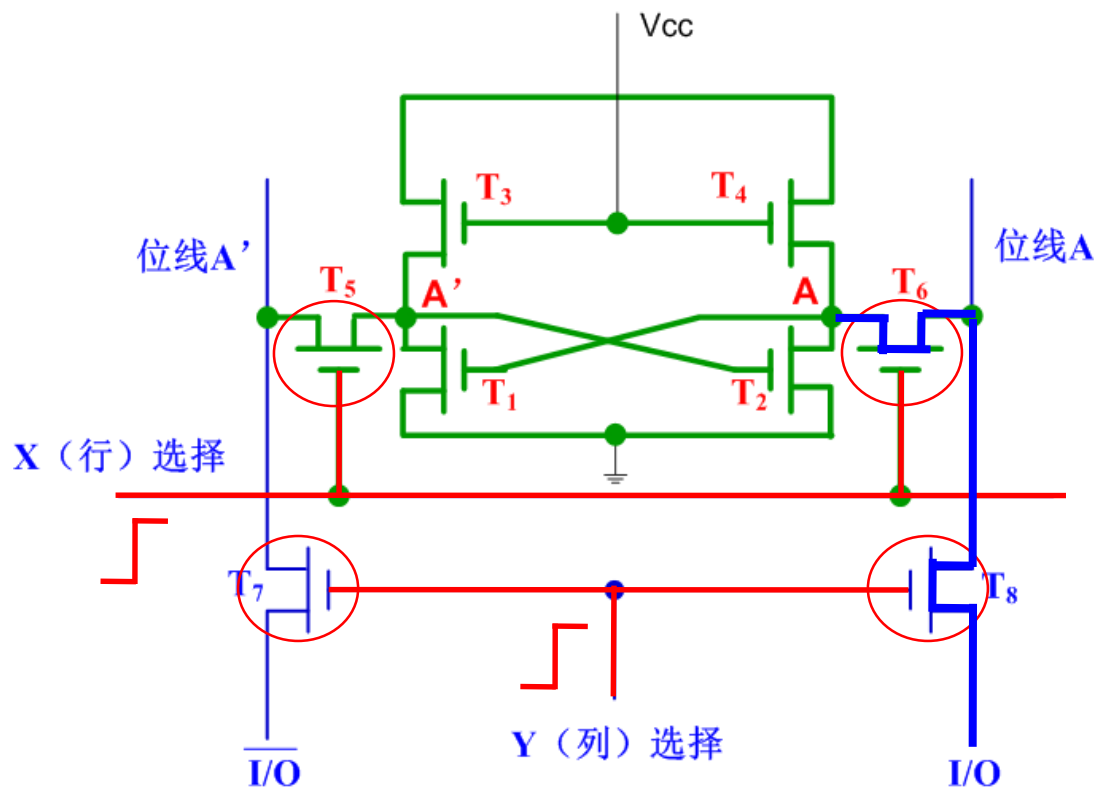 Vcc
T₃
T₄
位线A’
位线A
T₅
A’
A
T₆
T₁
T₂
X（行）选择
T₇
T₈
Y（列）选择
I/O
I/O